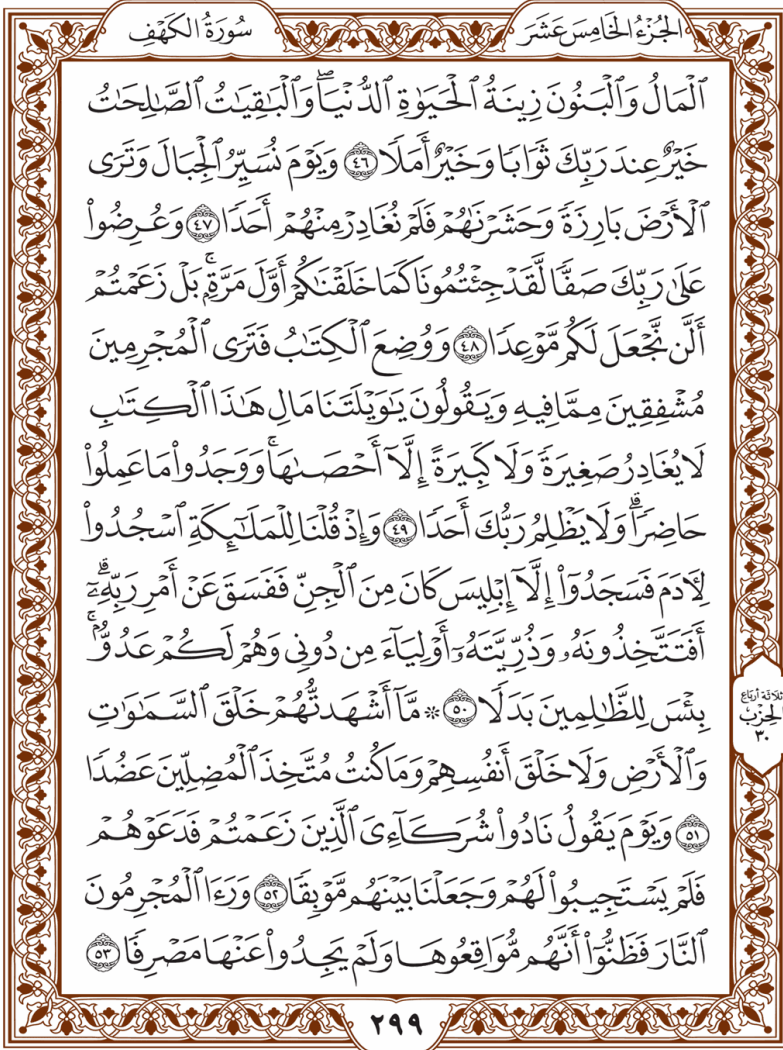 الجُزْءُ الخَامِسَ عَشَرَ
سُورَةُ الكَهْفِ
ٱلْمَالُ وَٱلْبَنُونَ زِينَةُ ٱلْحَيَوٰةِ ٱلدُّنْيَاۖ وَٱلْبَٰقِيَٰتُ ٱلصَّٰلِحَٰتُ
خَيْرٌ عِندَ رَبِّكَ ثَوَابًا وَخَيْرٌ أَمَلًا ٤٦ وَيَوْمَ نُسَيِّرُ ٱلْجِبَالَ وَتَرَى
ٱلْأَرْضَ بَارِزَةً وَحَشَرْنَٰهُمْ فَلَمْ نُغَادِرْ مِنْهُمْ أَحَدًا ٤٧ وَعُرِضُوا۟
عَلَىٰ رَبِّكَ صَفًّا لَّقَدْ جِئْتُمُونَا كَمَا خَلَقْنَٰكُمْ أَوَّلَ مَرَّةٍۭۚ بَلْ زَعَمْتُمْ
أَلَّن نَّجْعَلَ لَكُم مَّوْعِدًا ٤٨ وَوُضِعَ ٱلْكِتَٰبُ فَتَرَى ٱلْمُجْرِمِينَ
مُشْفِقِينَ مِمَّا فِيهِ وَيَقُولُونَ يَٰوَيْلَتَنَا مَالِ هَٰذَا ٱلْكِتَٰبِ
لَا يُغَادِرُ صَغِيرَةً وَلَا كَبِيرَةً إِلَّآ أَحْصَىٰهَاۚ وَوَجَدُوا۟ مَا عَمِلُوا۟
حَاضِرًاۗ وَلَا يَظْلِمُ رَبُّكَ أَحَدًا ٤٩ وَإِذْ قُلْنَا لِلْمَلَٰٓئِكَةِ ٱسْجُدُوا۟
لِءَادَمَ فَسَجَدُوٓا۟ إِلَّآ إِبْلِيسَ كَانَ مِنَ ٱلْجِنِّ فَفَسَقَ عَنْ أَمْرِ رَبِّهِۦٓۗ
أَفَتَتَّخِذُونَهُۥ وَذُرِّيَّتَهُۥٓ أَوْلِيَآءَ مِن دُونِى وَهُمْ لَكُمْ عَدُوٌّۢۚ
بِئْسَ لِلظَّٰلِمِينَ بَدَلًا ٥٠ ۞ مَّآ أَشْهَدتُّهُمْ خَلْقَ ٱلسَّمَٰوَٰتِ
وَٱلْأَرْضِ وَلَا خَلْقَ أَنفُسِهِمْ وَمَا كُنتُ مُتَّخِذَ ٱلْمُضِلِّينَ عَضُدًا
٥١ وَيَوْمَ يَقُولُ نَادُوا۟ شُرَكَآءِىَ ٱلَّذِينَ زَعَمْتُمْ فَدَعَوْهُمْ
فَلَمْ يَسْتَجِيبُوا۟ لَهُمْ وَجَعَلْنَا بَيْنَهُم مَّوْبِقًا ٥٢ وَرَءَا ٱلْمُجْرِمُونَ
ٱلنَّارَ فَظَنُّوٓا۟ أَنَّهُم مُّوَاقِعُوهَا وَلَمْ يَجِدُوا۟ عَنْهَا مَصْرِفًا ٥٣
ثلاثة أرباع
الحزب
٣٠
٢٩٩